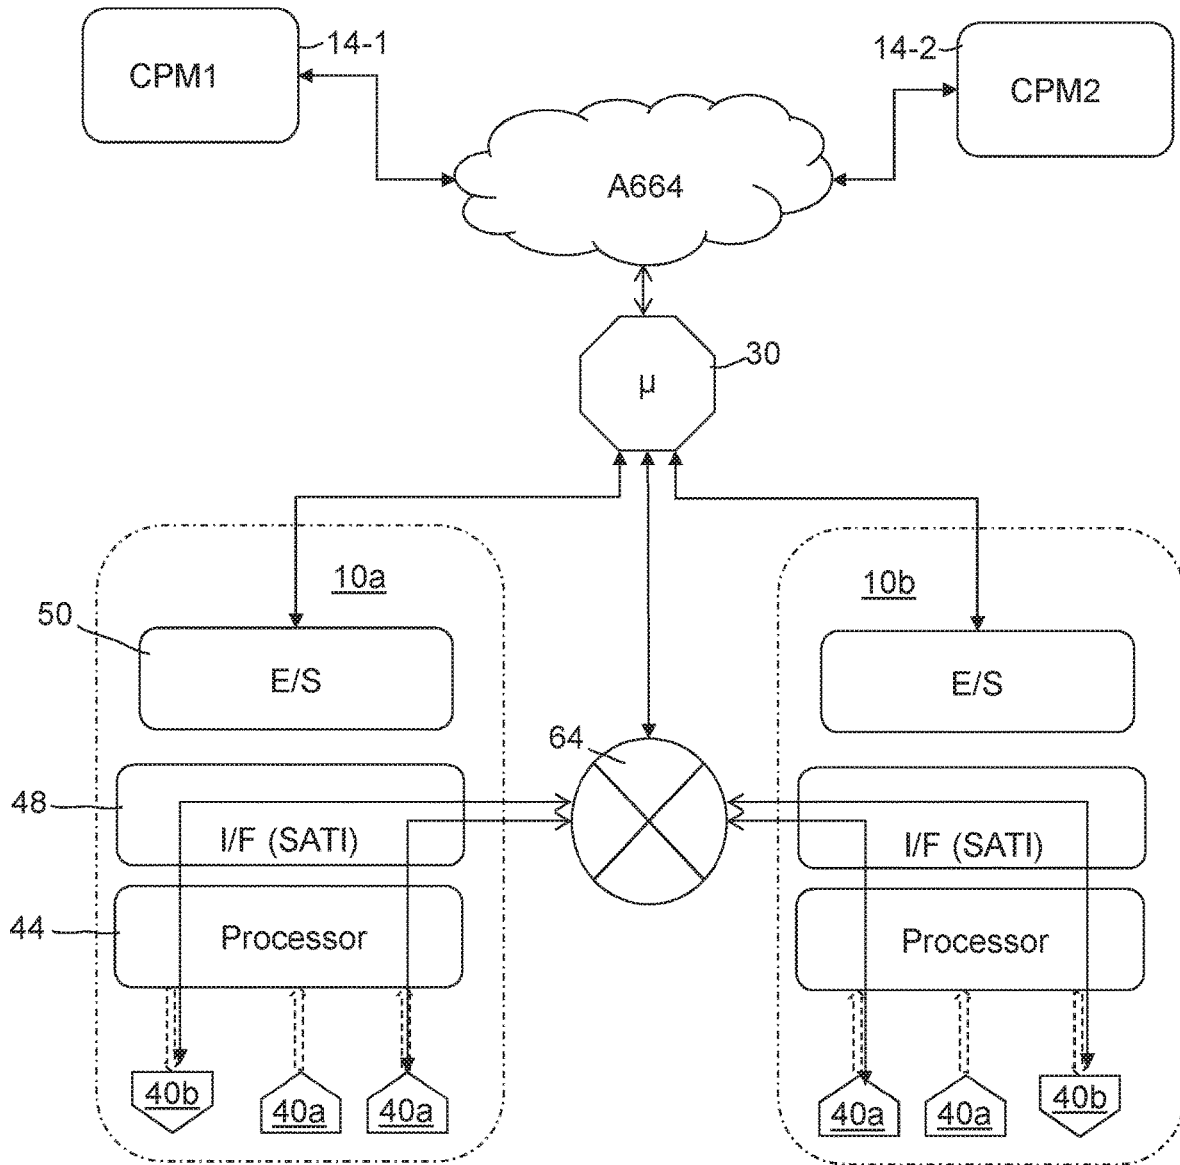 14-1
CPM1
14-2
CPM2
A664
30
µ
10a
10b
50
E/S
E/S
64
48
I/F (SATI)
I/F (SATI)
44
Processor
Processor
40b
40a
40a
40a
40a
40b